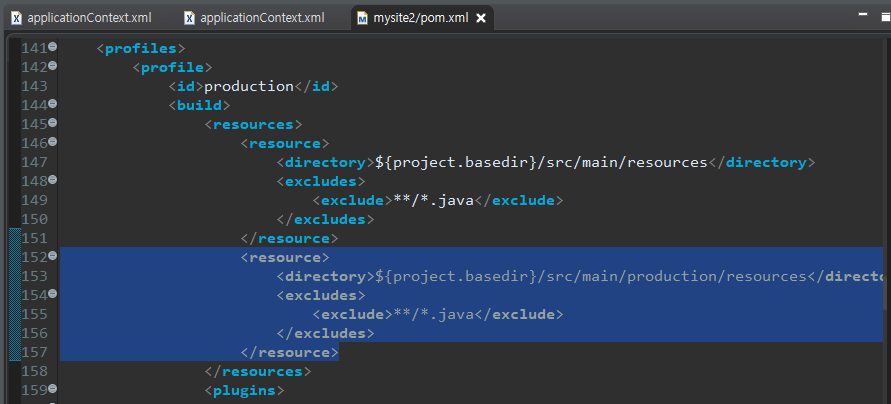 applicationContext.xml applicationContext.xml mysite2/pom.xml
141 <profiles>
142 <profile>
143 <id>production</id>
144 <build>
145 <resources>
146 <resource>
147 <directory>${project.basedir}/src/main/resources</directory>
148 <excludes>
149 <exclude>**/*.java</exclude>
150 </excludes>
151 </resource>
152 <resource>
153 <directory>${project.basedir}/src/main/production/resources</directo
154 <excludes>
155 <exclude>**/*.java</exclude>
156 </excludes>
157 </resource>
158 </resources>
159 <plugins>